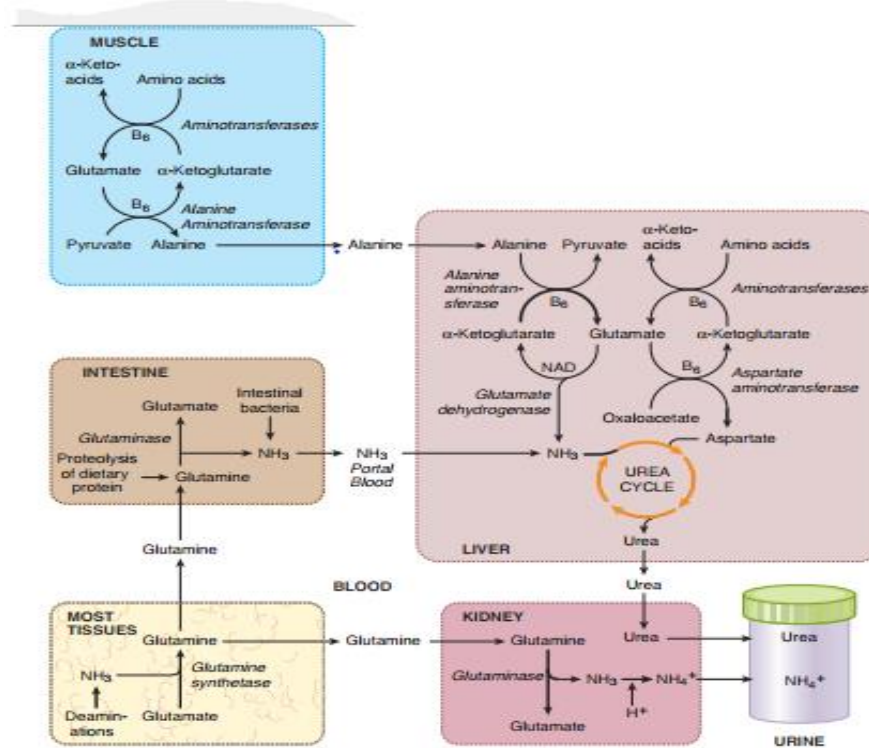 MUSCLE
α-Keto-
acids
Amino acids
Aminotransferases
B6
Glutamate
α-Ketoglutarate
B6
Alanine
Aminotransferase
Pyruvate
Alanine
Alanine
Alanine
Pyruvate
α-Keto-
acids
Amino acids
Alanine
aminotran-
sferase
B6
B6
Aminotransferases
α-Ketoglutarate
Glutamate
α-Ketoglutarate
NAD
B6
Aspartate
aminotransferase
Glutamate
dehydrogenase
Oxaloacetate
Aspartate
NH3
UREA
CYCLE
LIVER
Urea
INTESTINE
Glutamate
Intestinal
bacteria
Glutaminase
NH3
NH3
Portal
Blood
Proteolysis
of dietary
protein
Glutamine
Glutamine
BLOOD
Urea
MOST
TISSUES
Glutamine
Glutamine
NH3
Glutamine
synthetase
Deamin-
ations
Glutamate
KIDNEY
Glutamine
Urea
Glutaminase
NH3
NH4+
H+
Glutamate
Urea
NH4+
URINE